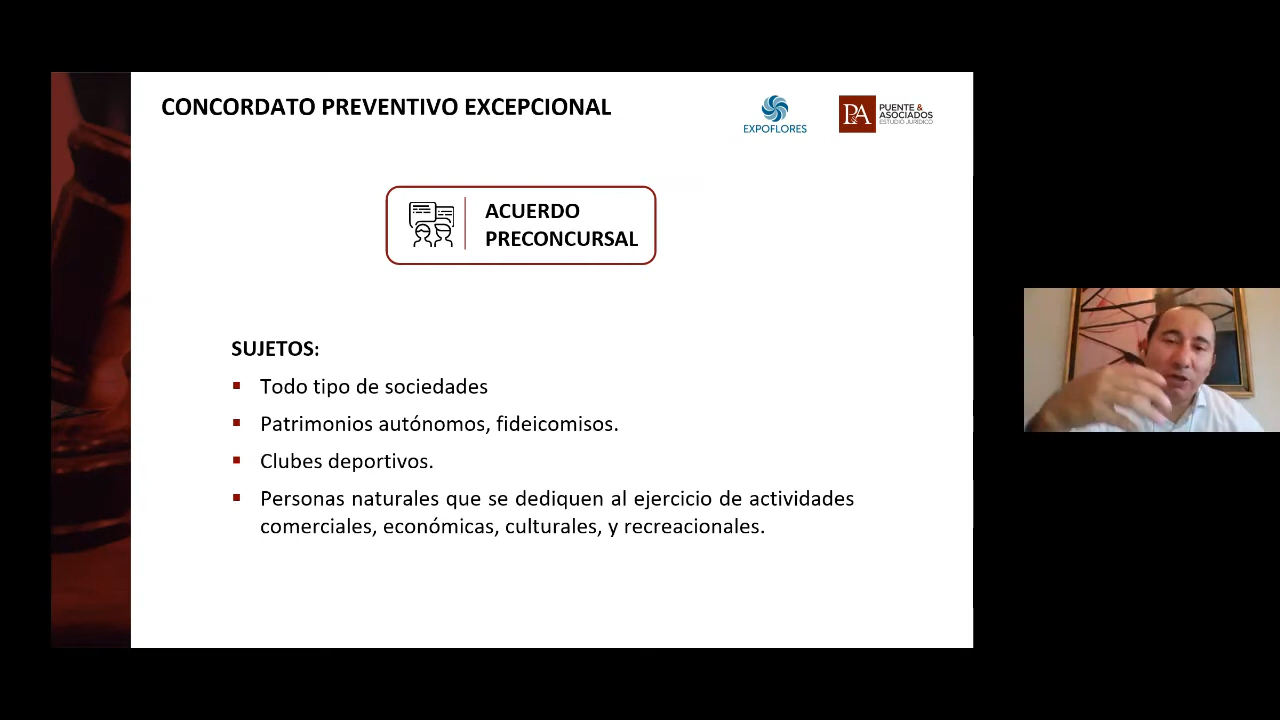 CONCORDATO PREVENTIVO EXCEPCIONAL
EXPOFLORES
PA
PUENTE &
ASOCIADOS
ESTUDIO JURÍDICO
ACUERDO
PRECONCURSAL
SUJETOS:
▪ Todo tipo de sociedades
▪ Patrimonios autónomos, fideicomisos.
▪ Clubes deportivos.
▪ Personas naturales que se dediquen al ejercicio de actividades
comerciales, económicas, culturales, y recreacionales.